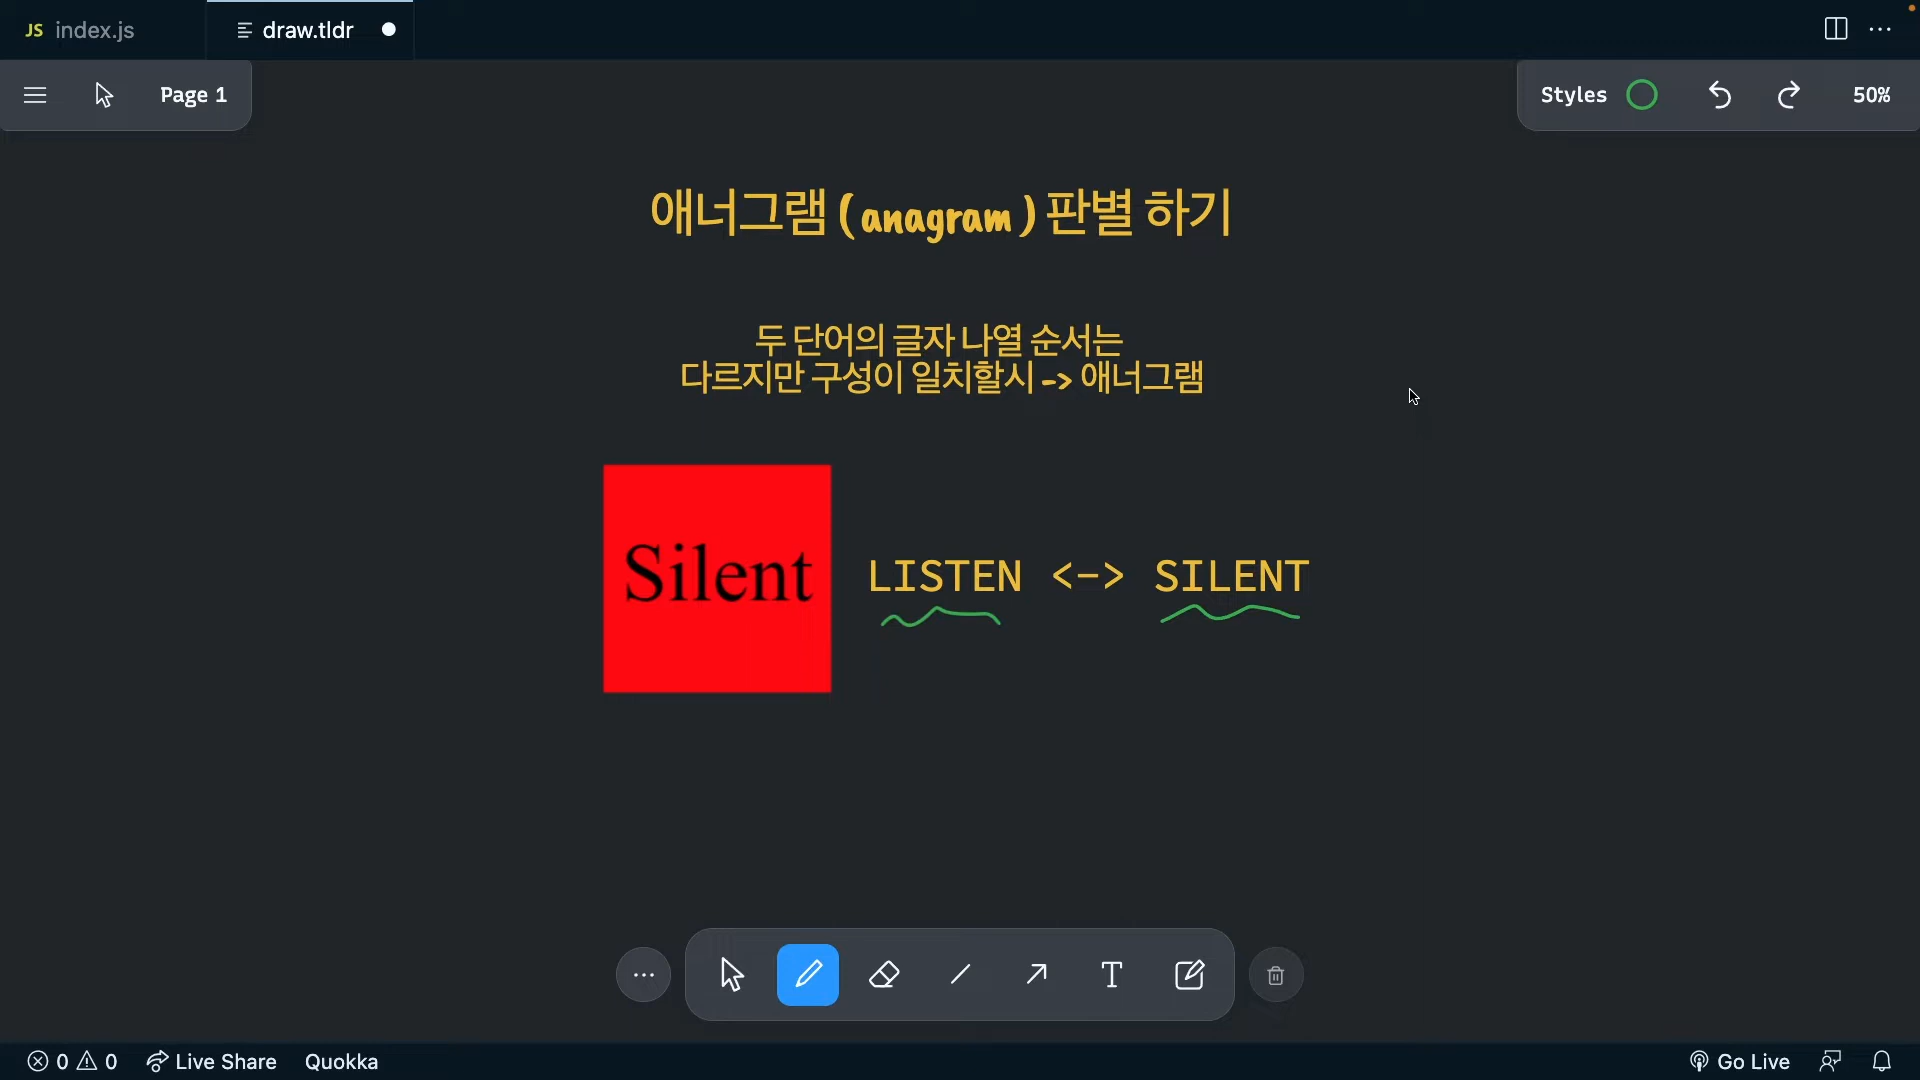 JS index.js
draw.tldr
Page 1
Styles
50%
애너그램 (anagram) 판별 하기
두 단어의 글자 나열 순서는
다르지만 구성이 일치할시 -> 애너그램
Silent
LISTEN <-> SILENT
T
0 0 Live Share Quokka
Go Live